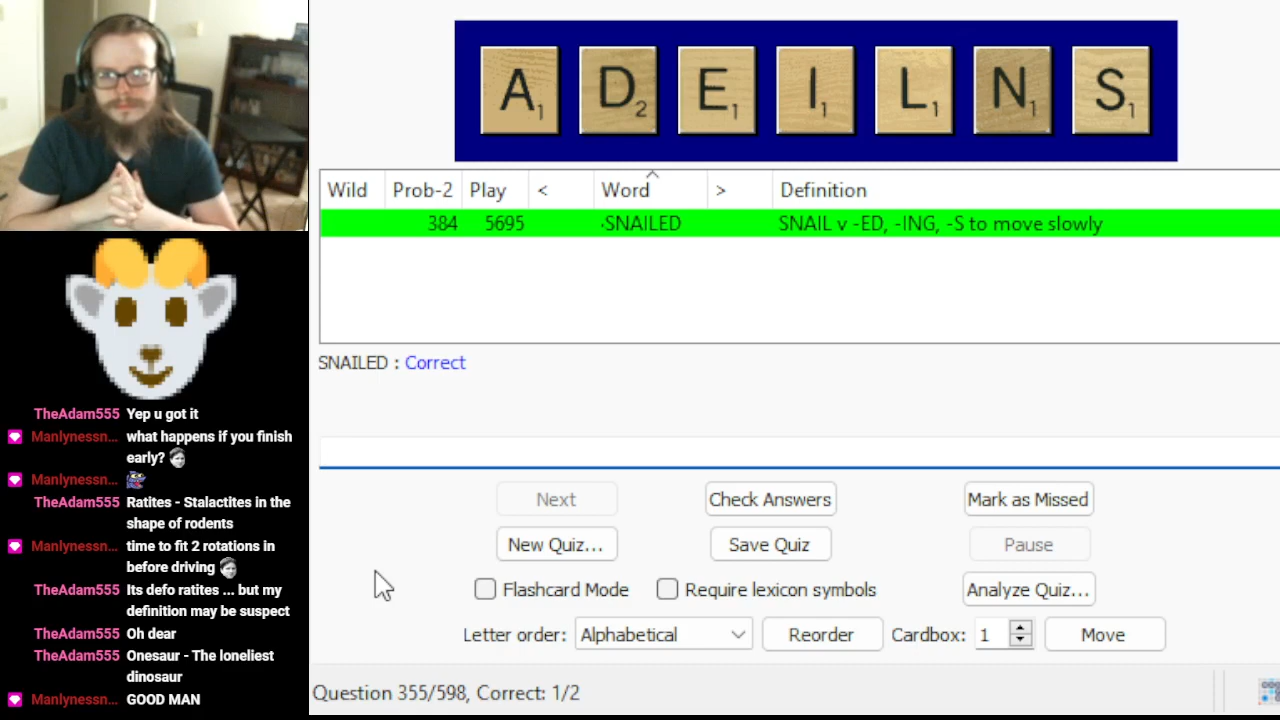 A1 D2 E1 I1 L1 N1 S1
Wild Prob-2 Play < Word > Definition
384 5695 ·SNAILED SNAIL v -ED, -ING, -S to move slowly
SNAILED : Correct
Next Check Answers Mark as Missed
New Quiz... Save Quiz Pause
Flashcard Mode Require lexicon symbols Analyze Quiz...
Letter order: Alphabetical Reorder Cardbox: 1 Move
Question 355/598, Correct: 1/2
TheAdam555 Yep u got it
Manlynessn... what happens if you finish
early?
Manlynessn...
TheAdam555 Ratites - Stalactites in the
shape of rodents
Manlynessn... time to fit 2 rotations in
before driving
TheAdam555 Its defo ratites ... but my
definition may be suspect
TheAdam555 Oh dear
TheAdam555 Onesaur - The loneliest
dinosaur
Manlynessn... GOOD MAN